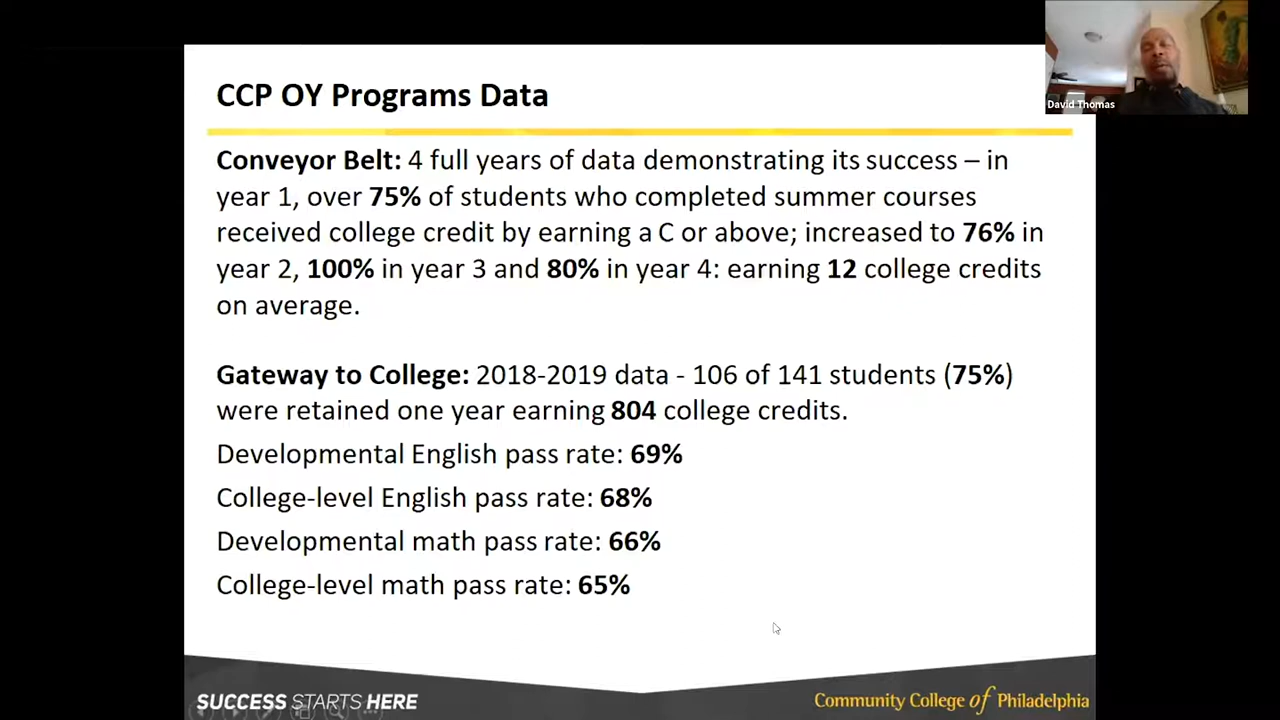 CCP OY Programs Data
David Thomas
Conveyor Belt: 4 full years of data demonstrating its success – in
year 1, over 75% of students who completed summer courses
received college credit by earning a C or above; increased to 76% in
year 2, 100% in year 3 and 80% in year 4: earning 12 college credits
on average.
Gateway to College: 2018-2019 data - 106 of 141 students (75%)
were retained one year earning 804 college credits.
Developmental English pass rate: 69%
College-level English pass rate: 68%
Developmental math pass rate: 66%
College-level math pass rate: 65%
SUCCESS STARTS HERE
Community College of Philadelphia